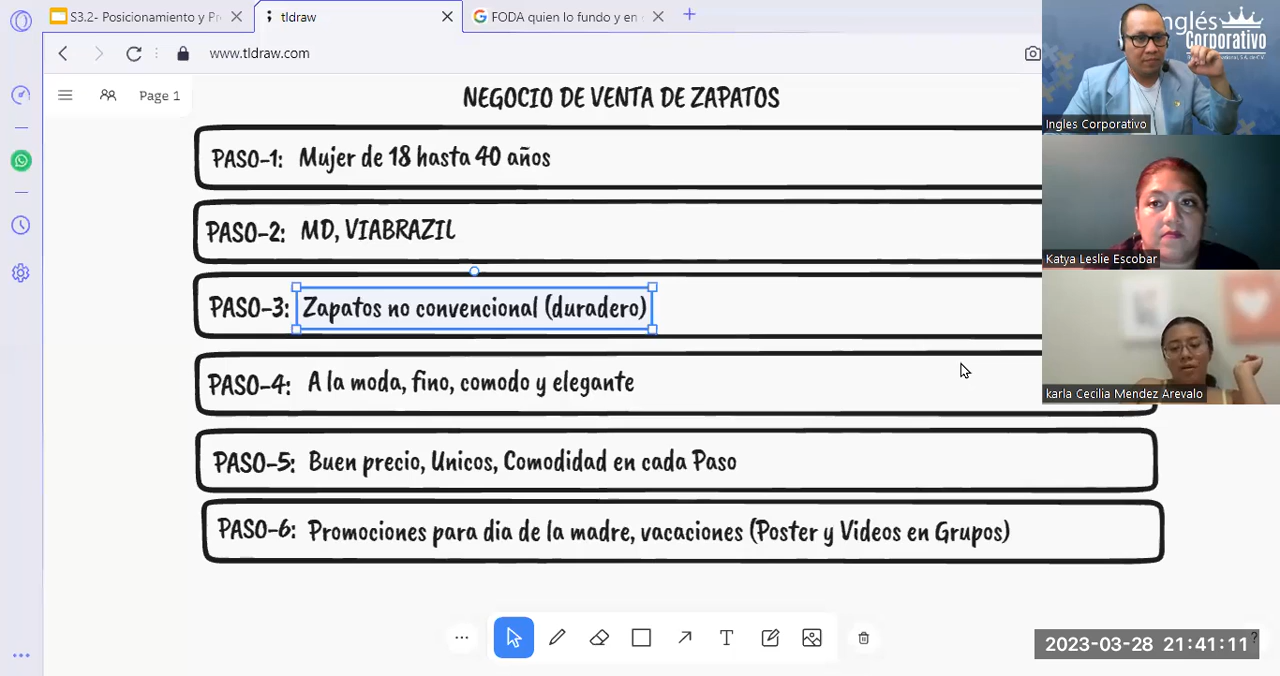 S3.2- Posicionamiento y Pr
tldraw
FODA quien lo fundo y en
www.tldraw.com
Page 1
NEGOCIO DE VENTA DE ZAPATOS
PASO-1: Mujer de 18 hasta 40 años
PASO-2: MD, VIABRAZIL
PASO-3: Zapatos no convencional (duradero)
PASO-4: A la moda, fino, comodo y elegante
PASO-5: Buen precio, Unicos, Comodidad en cada Paso
PASO-6: Promociones para dia de la madre, vacaciones (Poster y Videos en Grupos)
T
nglés
Corporativo
Ingles Corporativo
Katya Leslie Escobar
karla Cecilia Mendez Arevalo
2023-03-28 21:41:11
?